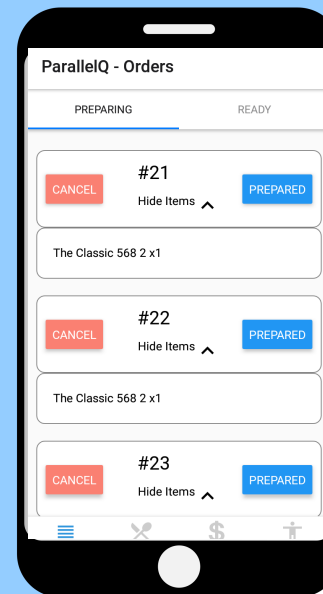 ParallelQ - Orders
PREPARING READY
#21
CANCEL Hide Items PREPARED
The Classic 568 2 x1
#22
CANCEL Hide Items PREPARED
The Classic 568 2 x1
#23
CANCEL Hide Items PREPARED
$